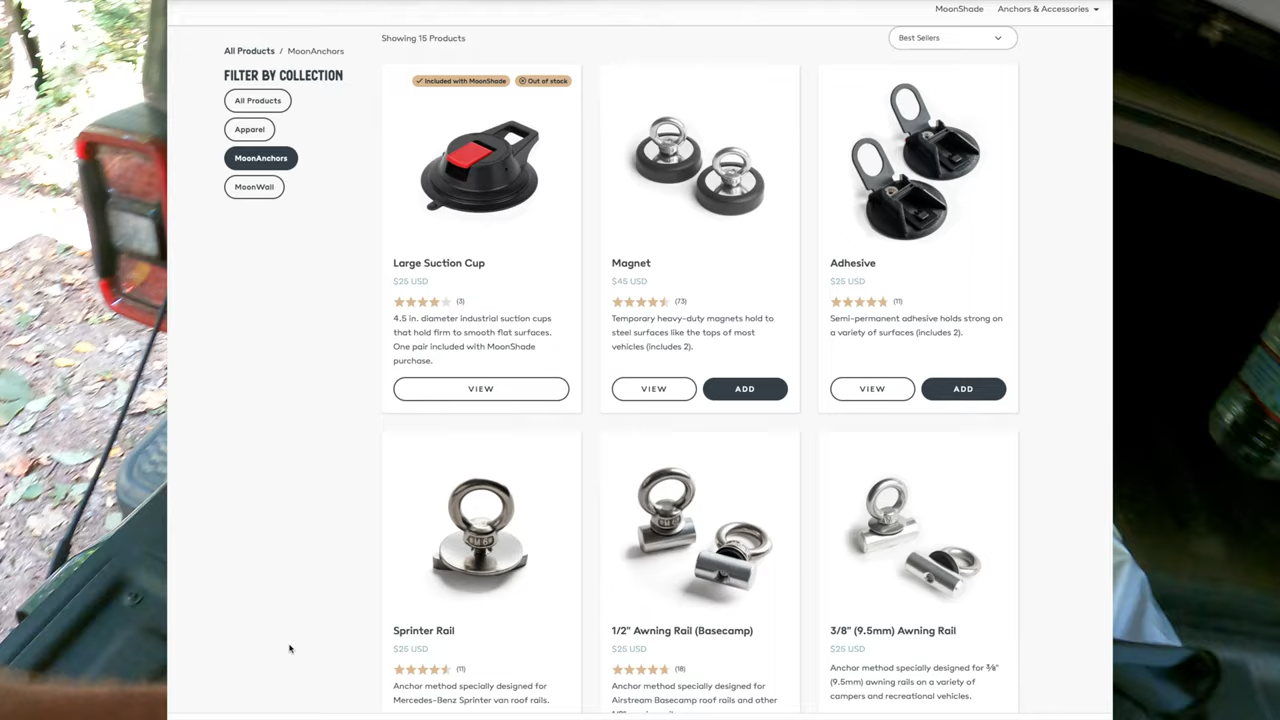 MoonShade
Anchors & Accessories
All Products / MoonAnchors
FILTER BY COLLECTION
All Products
Apparel
MoonAnchors
MoonWall
Showing 15 Products
Best Sellers
Included with MoonShade
Out of stock
Large Suction Cup
$25 USD
(3)
4.5 in. diameter industrial suction cups
that hold firm to smooth flat surfaces.
One pair included with MoonShade
purchase.
VIEW
Magnet
$45 USD
(73)
Temporary heavy-duty magnets hold to
steel surfaces like the tops of most
vehicles (includes 2).
VIEW
ADD
Adhesive
$25 USD
(11)
Semi-permanent adhesive holds strong on
a variety of surfaces (includes 2).
VIEW
ADD
Sprinter Rail
$25 USD
(11)
Anchor method specially designed for
Mercedes-Benz Sprinter van roof rails.
1/2" Awning Rail (Basecamp)
$25 USD
(18)
Anchor method specially designed for
Airstream Basecamp roof rails and other
3/8" (9.5mm) Awning Rail
$25 USD
Anchor method specially designed for ⅜"
(9.5mm) awning rails on a variety of
campers and recreational vehicles.